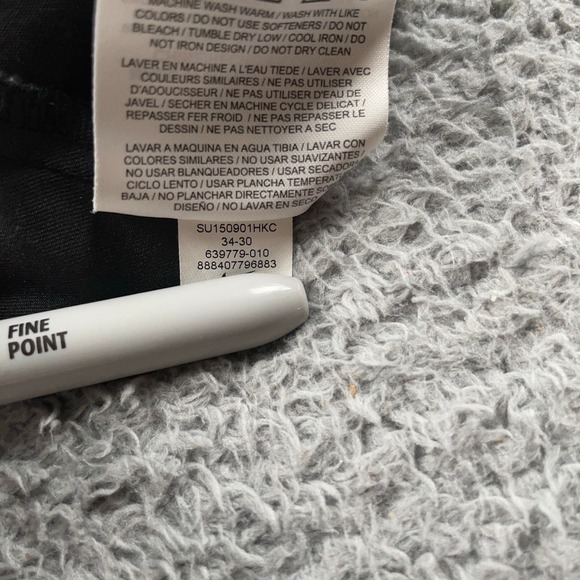 MACHINE WASH WARM / WASH WITH LIKE
COLORS / DO NOT USE SOFTENERS / DO NOT
BLEACH / TUMBLE DRY LOW / COOL IRON / DO
NOT IRON DESIGN / DO NOT DRY CLEAN
LAVER EN MACHINE A L'EAU TIEDE / LAVER AVEC
COULEURS SIMILAIRES / NE PAS UTILISER
D'ADOUCISSEUR / NE PAS UTILISER D'EAU DE
JAVEL / SECHER EN MACHINE CYCLE DELICAT /
REPASSER FER FROID / NE PAS REPASSER LE
DESSIN / NE PAS NETTOYER A SEC
LAVAR A MAQUINA EN AGUA TIBIA / LAVAR CON
COLORES SIMILARES / NO USAR SUAVIZANTES /
NO USAR BLANQUEADORES / USAR SECADORA
CICLO LENTO / USAR PLANCHA TEMPERATURA
BAJA / NO PLANCHAR DIRECTAMENTE SOBRE
DISEÑO / NO LAVAR EN SECO
SU150901HKC
34-30
639779-010
888407796883
FINE
POINT